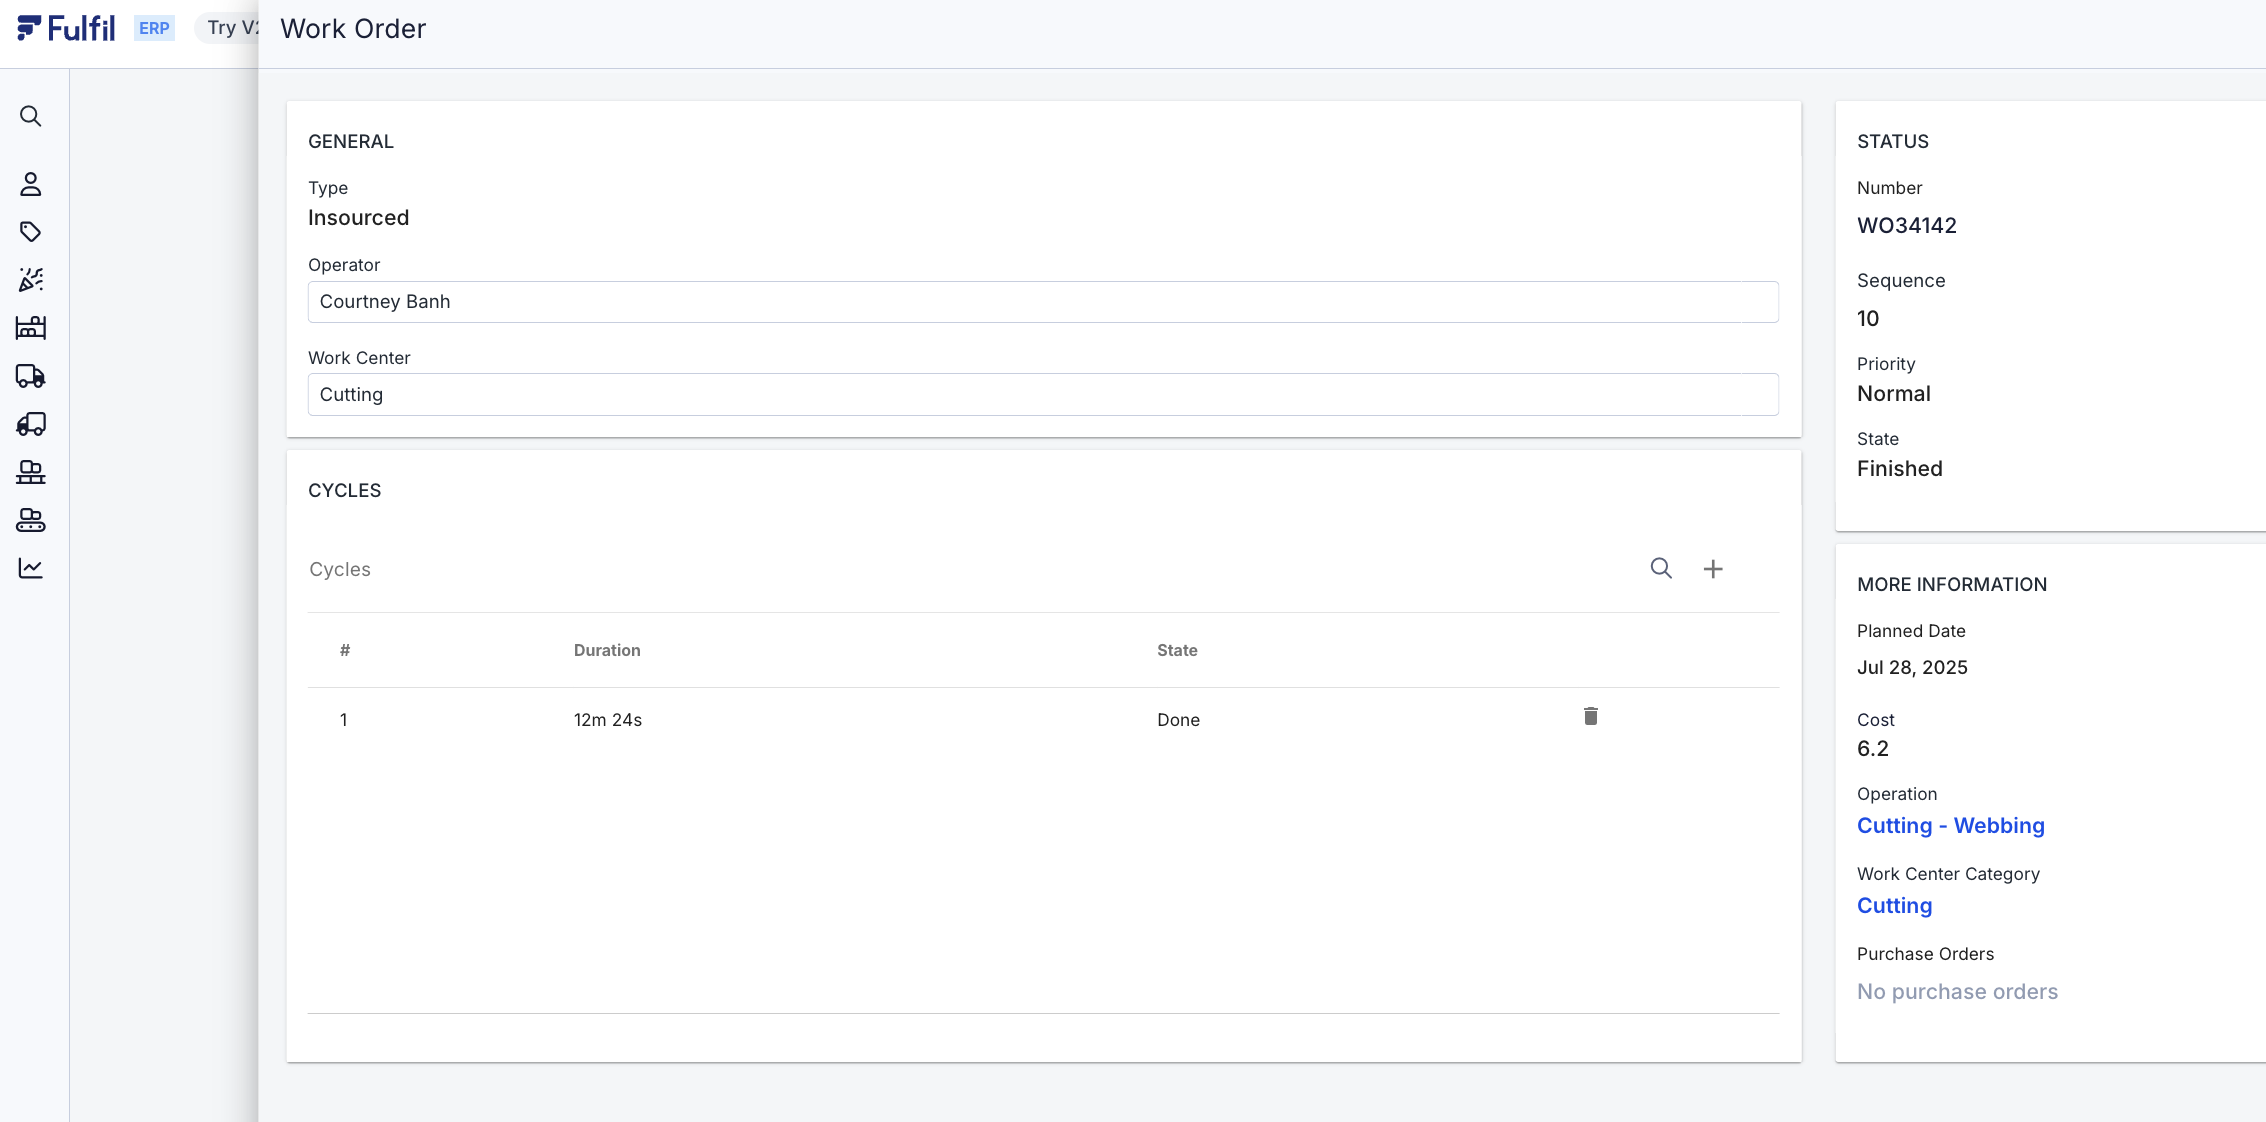 Fulfil ERP Try V2 Work Order
GENERAL
Type
Insourced
Operator
Courtney Banh
Work Center
Cutting
CYCLES
Cycles
# Duration State
1 12m 24s Done
STATUS
Number
WO34142
Sequence
10
Priority
Normal
State
Finished
MORE INFORMATION
Planned Date
Jul 28, 2025
Cost
6.2
Operation
Cutting - Webbing
Work Center Category
Cutting
Purchase Orders
No purchase orders